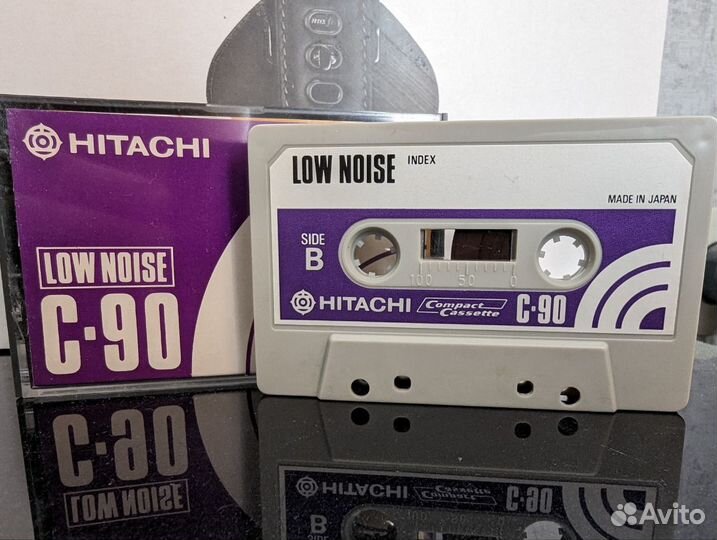 HITACHI
LOW NOISE
C·90
LOW NOISE INDEX
MADE IN JAPAN
SIDE
B
100 50 0
HITACHI Compact Cassette C·90
Avito